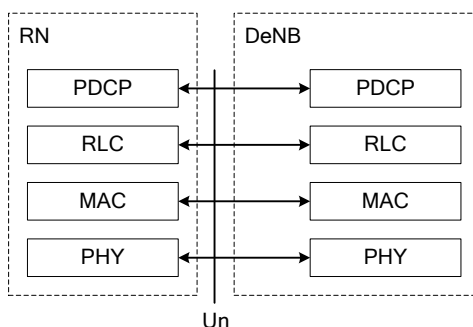 RN DeNB
PDCP PDCP
RLC RLC
MAC MAC
PHY PHY
Un